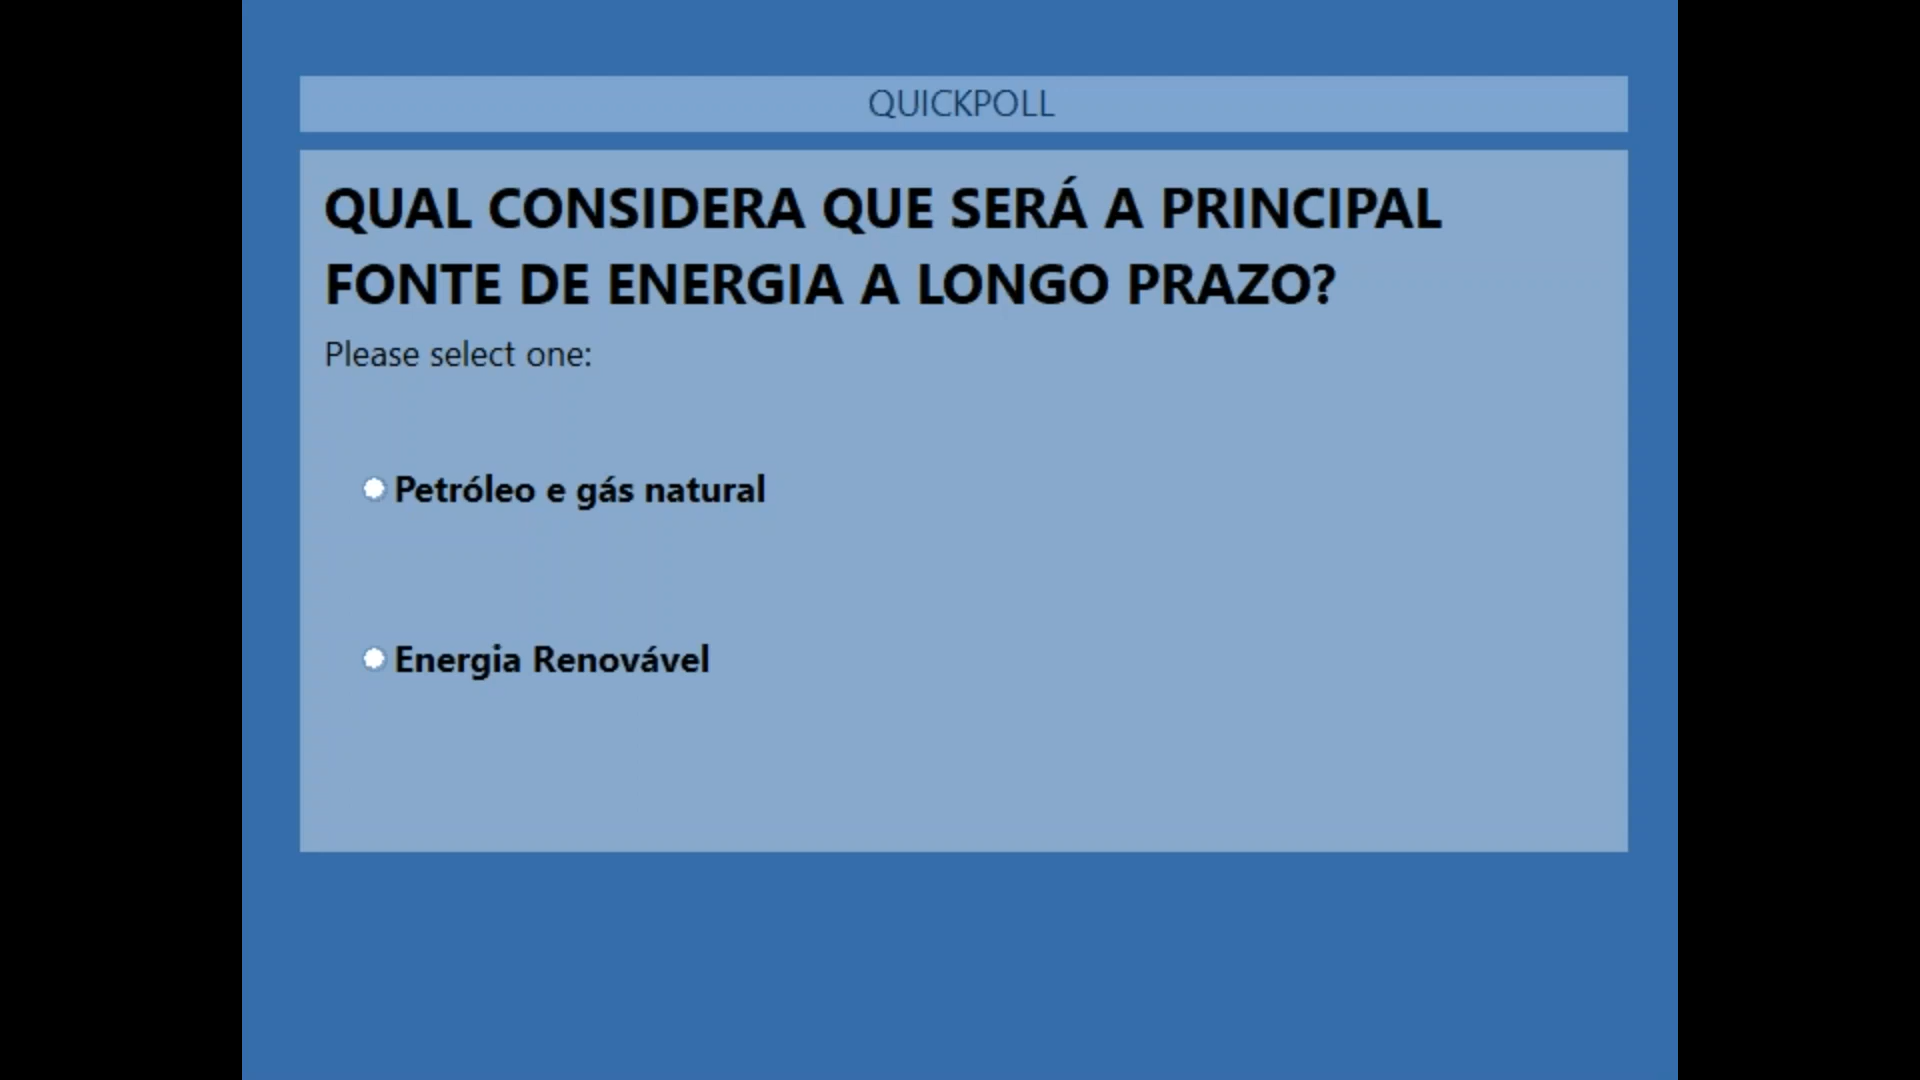 QUICKPOLL
QUAL CONSIDERA QUE SERÁ A PRINCIPAL
FONTE DE ENERGIA A LONGO PRAZO?
Please select one:
Petróleo e gás natural
Energia Renovável